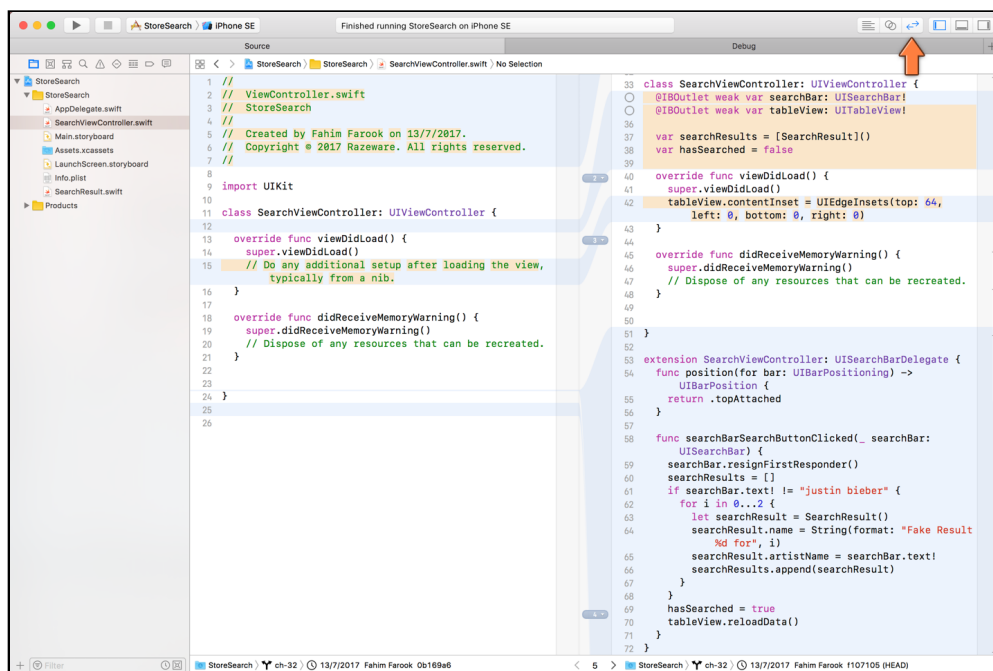 StoreSearch 〉 iPhone SE
Finished running StoreSearch on iPhone SE
Source
Debug
StoreSearch
StoreSearch
AppDelegate.swift
SearchViewController.swift
Main.storyboard
Assets.xcassets
LaunchScreen.storyboard
Info.plist
SearchResult.swift
Products
Filter
StoreSearch 〉 StoreSearch 〉 SearchViewController.swift 〉 No Selection
1 //
2 //  ViewController.swift
3 //  StoreSearch
4 //
5 //  Created by Fahim Farook on 13/7/2017.
6 //  Copyright © 2017 Razeware. All rights reserved.
7 //
8
9 import UIKit
10
11 class SearchViewController: UIViewController {
12
13   override func viewDidLoad() {
14     super.viewDidLoad()
15     // Do any additional setup after loading the view,
typically from a nib.
16   }
17
18   override func didReceiveMemoryWarning() {
19     super.didReceiveMemoryWarning()
20     // Dispose of any resources that can be recreated.
21   }
22
23
24 }
25
26
2
3
4
33 class SearchViewController: UIViewController {
@IBOutlet weak var searchBar: UISearchBar!
@IBOutlet weak var tableView: UITableView!
36
37   var searchResults = [SearchResult]()
38   var hasSearched = false
39
40   override func viewDidLoad() {
41     super.viewDidLoad()
42     tableView.contentInset = UIEdgeInsets(top: 64,
left: 0, bottom: 0, right: 0)
43   }
44
45   override func didReceiveMemoryWarning() {
46     super.didReceiveMemoryWarning()
47     // Dispose of any resources that can be recreated.
48   }
49
50
51 }
52
53 extension SearchViewController: UISearchBarDelegate {
54   func position(for bar: UIBarPositioning) ->
UIBarPosition {
55     return .topAttached
56   }
57
58   func searchBarSearchButtonClicked(_ searchBar:
UISearchBar) {
59     searchBar.resignFirstResponder()
60     searchResults = []
61     if searchBar.text! != "justin bieber" {
62       for i in 0...2 {
63         let searchResult = SearchResult()
64         searchResult.name = String(format: "Fake Result
%d for", i)
65         searchResult.artistName = searchBar.text!
66         searchResults.append(searchResult)
67       }
68     }
69     hasSearched = true
70     tableView.reloadData()
71   }
72 }
StoreSearch 〉 ch-32 〉 13/7/2017 Fahim Farook 0b169a6
5
StoreSearch 〉 ch-32 〉 13/7/2017 Fahim Farook f107105 (HEAD)